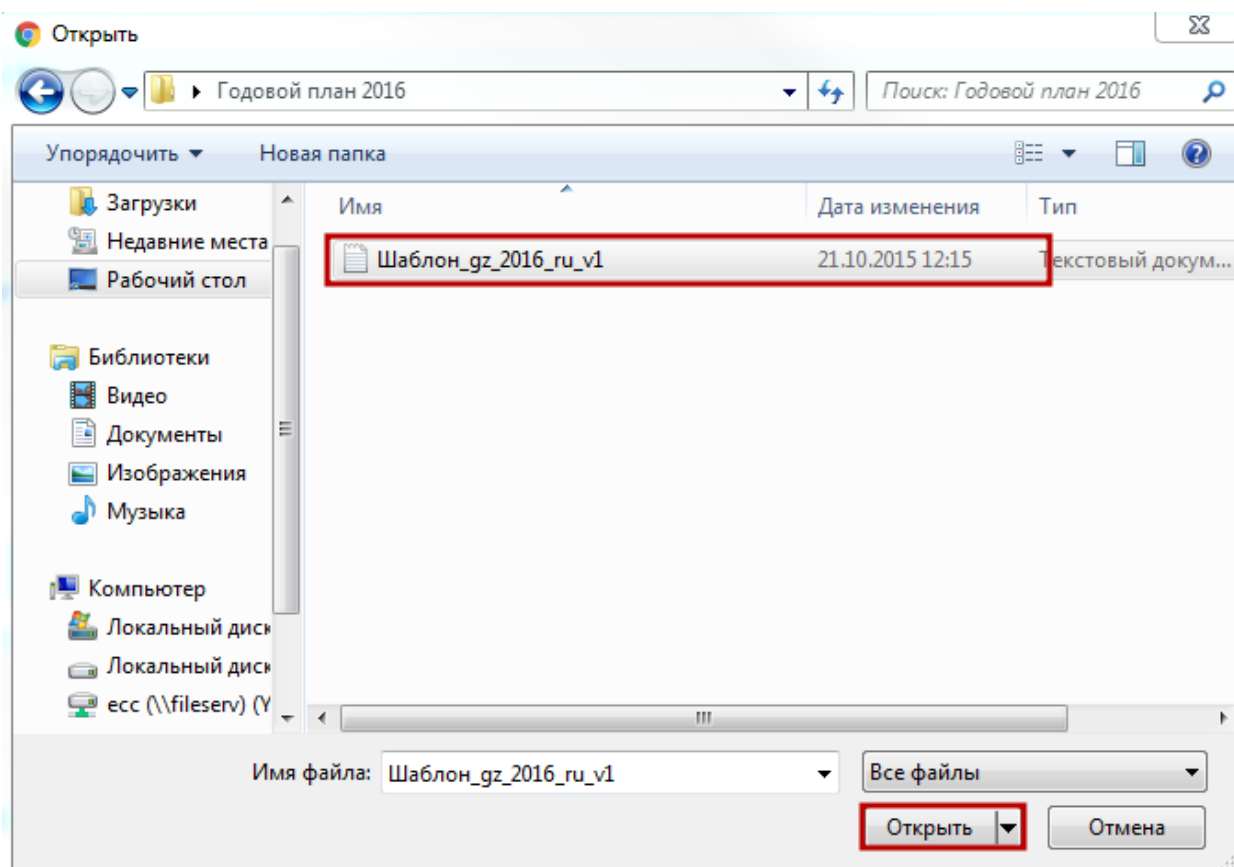 Открыть
Годовой план 2016
Поиск: Годовой план 2016
Упорядочить
Новая папка
Загрузки
Недавние места
Рабочий стол
Библиотеки
Видео
Документы
Изображения
Музыка
Компьютер
Локальный диск
Локальный диск
ecc (\\fileserv) (Y
Имя
Дата изменения
Тип
Шаблон_gz_2016_ru_v1
21.10.2015 12:15
Текстовый докум...
Имя файла:
Шаблон_gz_2016_ru_v1
Все файлы
Открыть
Отмена